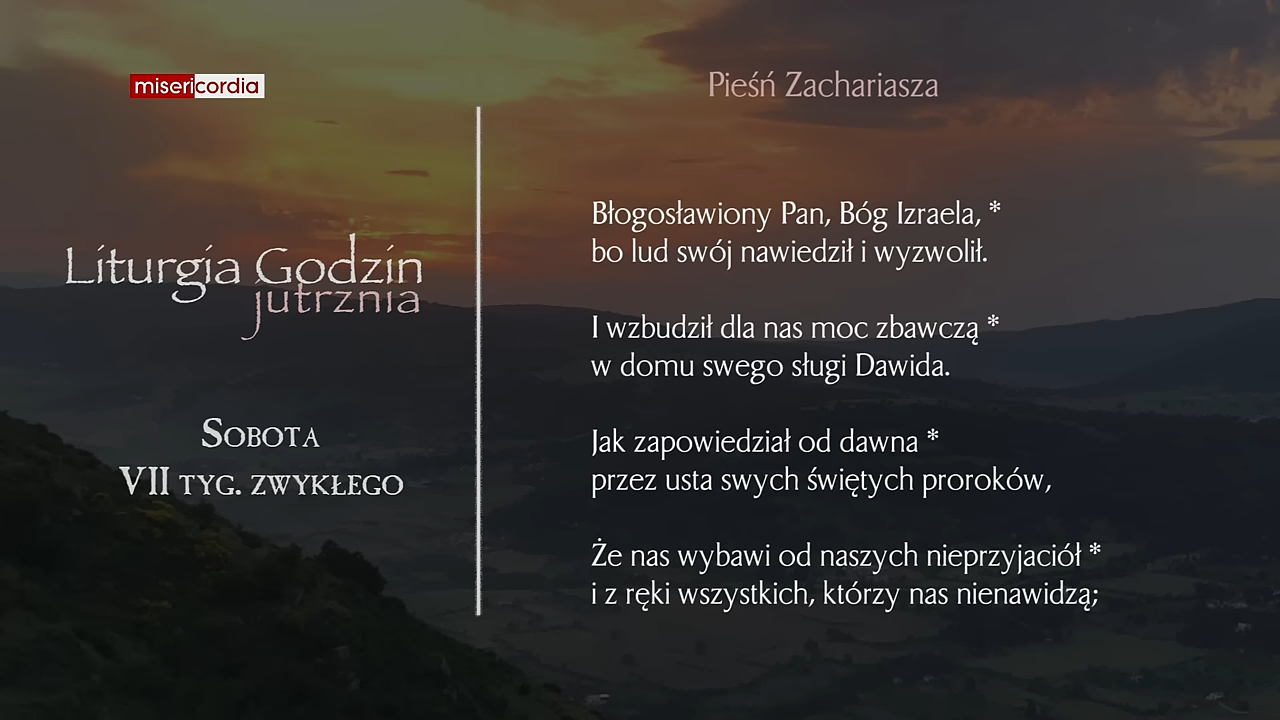 misericordia
Liturgia Godzin
jutrznia
Sobota
VII tyg. zwykłego
Pieśń Zachariasza
Błogosławiony Pan, Bóg Izraela, *
bo lud swój nawiedził i wyzwolił.
I wzbudził dla nas moc zbawczą *
w domu swego sługi Dawida.
Jak zapowiedział od dawna *
przez usta swych świętych proroków,
Że nas wybawi od naszych nieprzyjaciół *
i z ręki wszystkich, którzy nas nienawidzą;